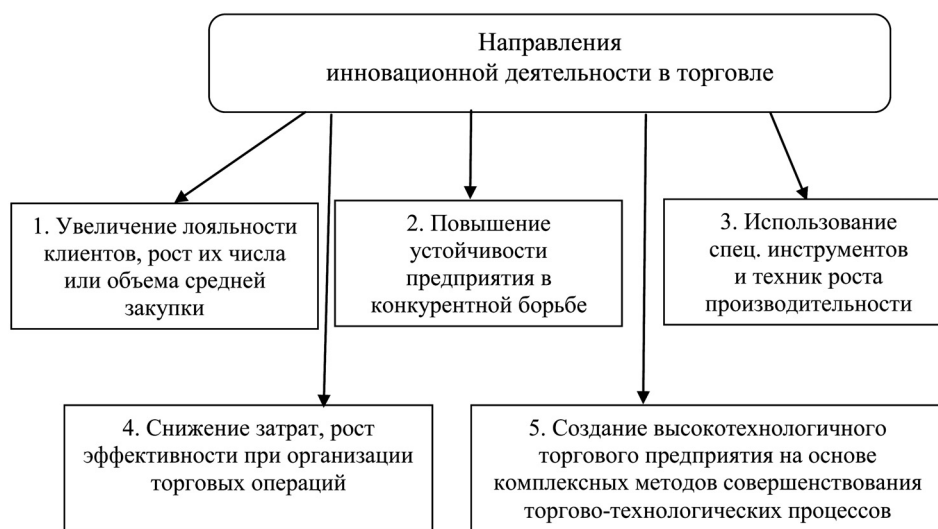 Направления
инновационной деятельности в торговле
1. Увеличение лояльности
клиентов, рост их числа
или объема средней
закупки
2. Повышение
устойчивости
предприятия в
конкурентной борьбе
3. Использование
спец. инструментов
и техник роста
производительности
4. Снижение затрат, рост
эффективности при организации
торговых операций
5. Создание высокотехнологичного
торгового предприятия на основе
комплексных методов совершенствования
торгово-технологических процессов